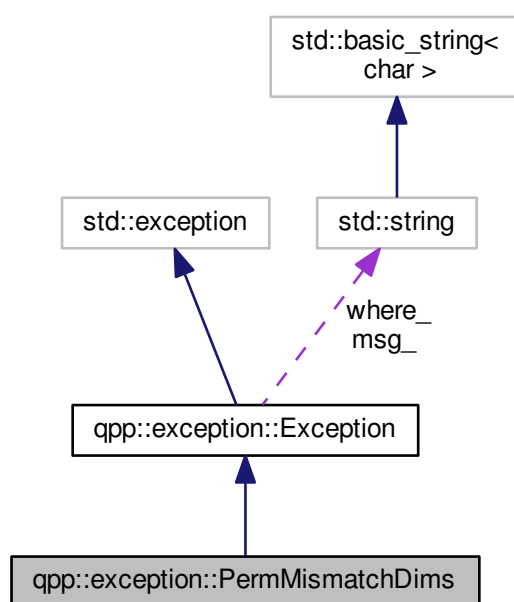 std::basic_string<
char >
std::exception
std::string
where_
msg_
qpp::exception::Exception
qpp::exception::PermMismatchDims